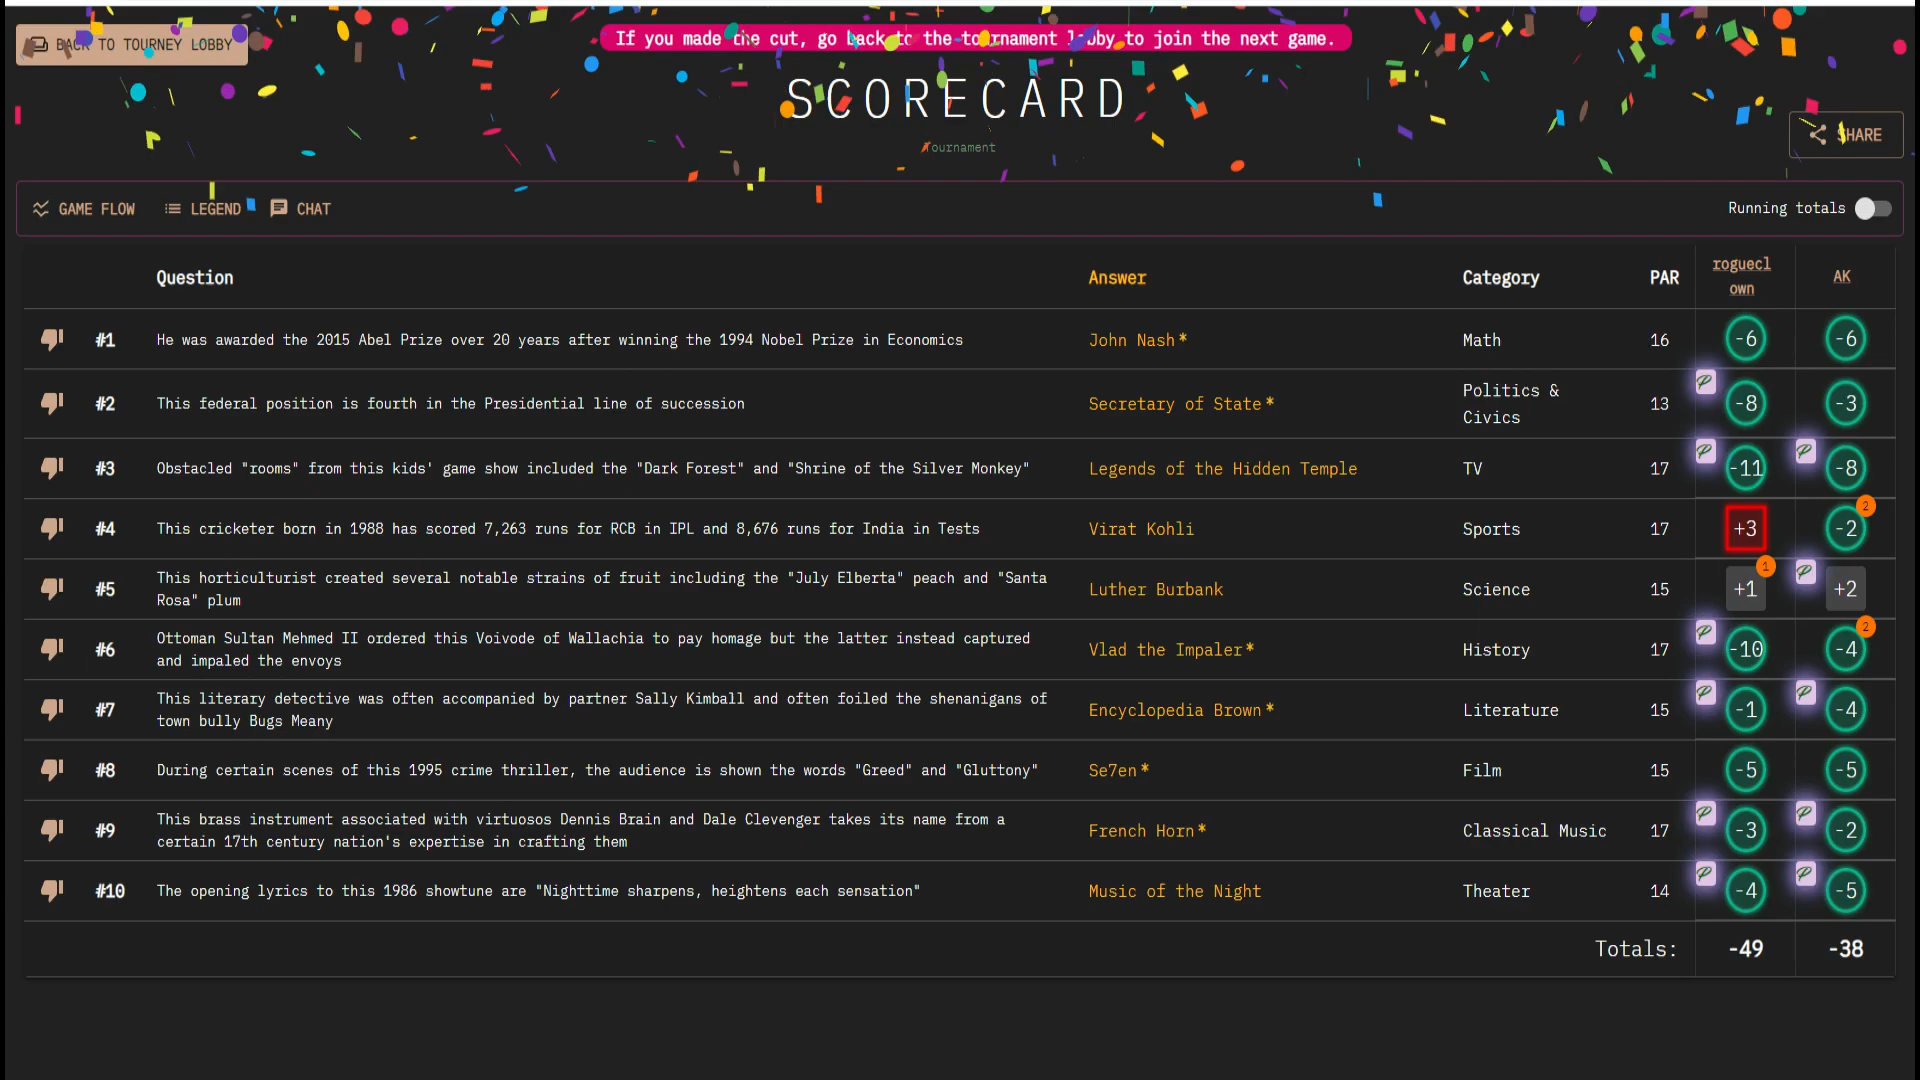 BACK TO TOURNEY LOBBY
If you made the cut, go back to the tournament lobby to join the next game.
SCORECARD
Tournament
SHARE
GAME FLOW LEGEND CHAT
Running totals
Question Answer Category PAR roguecl
own AK
#1 He was awarded the 2015 Abel Prize over 20 years after winning the 1994 Nobel Prize in Economics John Nash* Math 16 -6 -6
#2 This federal position is fourth in the Presidential line of succession Secretary of State* Politics &
Civics 13 -8 -3
#3 Obstacled "rooms" from this kids' game show included the "Dark Forest" and "Shrine of the Silver Monkey" Legends of the Hidden Temple TV 17 -11 -8
#4 This cricketer born in 1988 has scored 7,263 runs for RCB in IPL and 8,676 runs for India in Tests Virat Kohli Sports 17 +3 -2 2
#5 This horticulturist created several notable strains of fruit including the "July Elberta" peach and "Santa
Rosa" plum Luther Burbank Science 15 +1 1 +2
#6 Ottoman Sultan Mehmed II ordered this Voivode of Wallachia to pay homage but the latter instead captured
and impaled the envoys Vlad the Impaler* History 17 -10 -4 2
#7 This literary detective was often accompanied by partner Sally Kimball and often foiled the shenanigans of
town bully Bugs Meany Encyclopedia Brown* Literature 15 -1 -4
#8 During certain scenes of this 1995 crime thriller, the audience is shown the words "Greed" and "Gluttony" Se7en* Film 15 -5 -5
#9 This brass instrument associated with virtuosos Dennis Brain and Dale Clevenger takes its name from a
certain 17th century nation's expertise in crafting them French Horn* Classical Music 17 -3 -2
#10 The opening lyrics to this 1986 showtune are "Nighttime sharpens, heightens each sensation" Music of the Night Theater 14 -4 -5
Totals: -49 -38